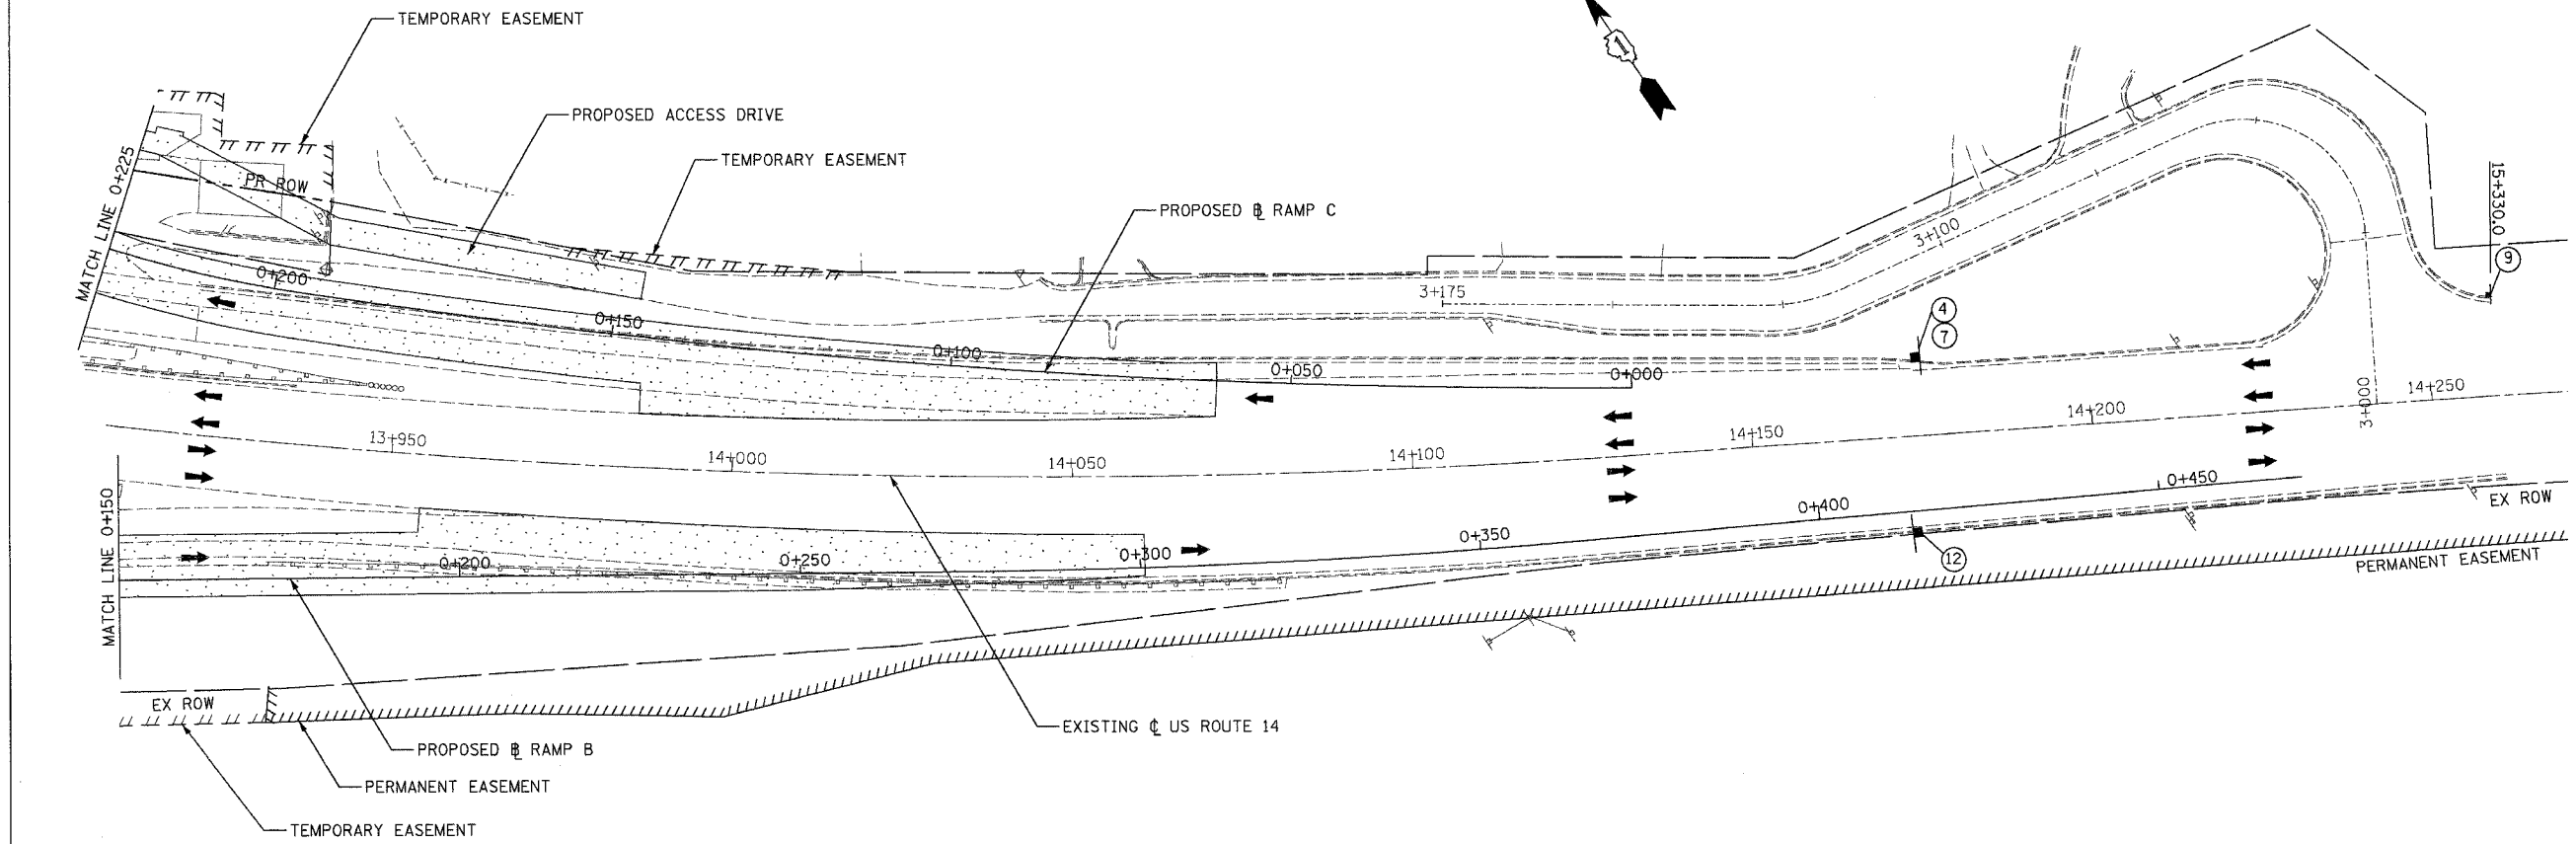 TEMPORARY EASEMENT
1
PROPOSED ACCESS DRIVE
TEMPORARY EASEMENT
MATCH LINE 0+225
PR ROW
PROPOSED ⅊ RAMP C
15+330.0
9
3+100
3+175
0+200
0+150
0+100
0+050
0+000
4
7
3+000
14+250
14+200
14+150
14+100
14+050
14+000
13+950
MATCH LINE 0+150
0+200
0+250
0+300
0+350
0+400
0+450
EX ROW
12
PERMANENT EASEMENT
EX ROW
EXISTING ℄ US ROUTE 14
PROPOSED ⅊ RAMP B
PERMANENT EASEMENT
TEMPORARY EASEMENT